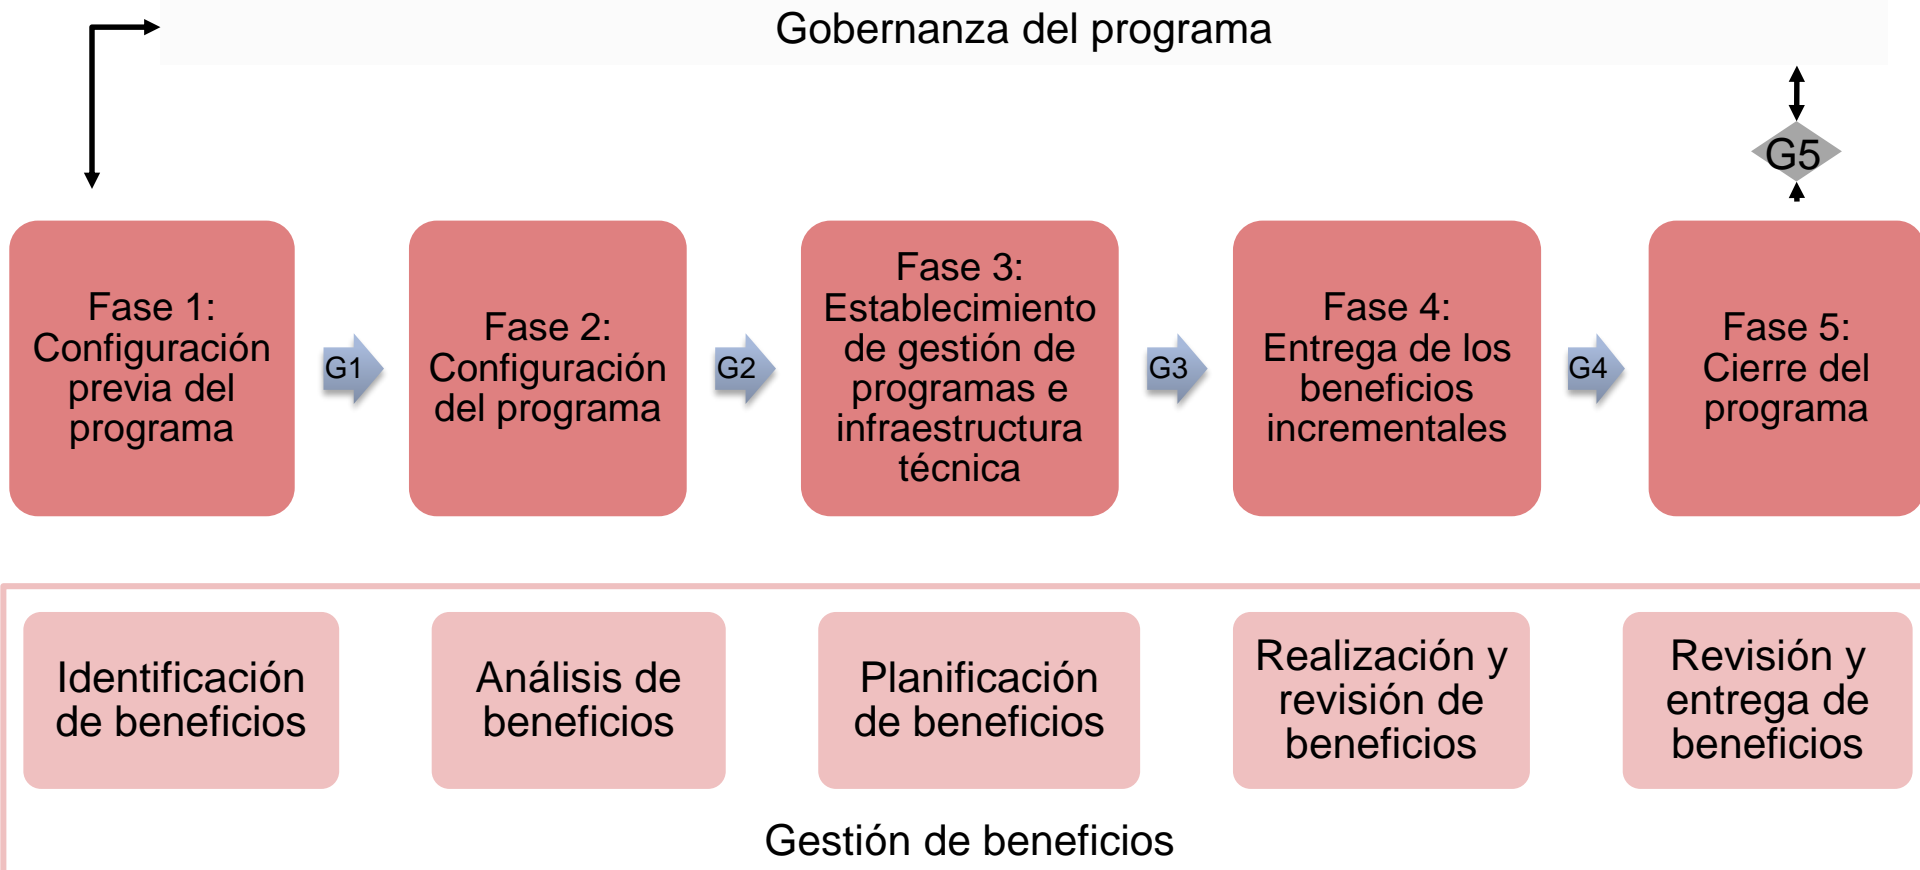 Gobernanza del programa
G5
Fase 1:
Configuración
previa del
programa
G1
Fase 2:
Configuración
del programa
G2
Fase 3:
Establecimiento
de gestión de
programas e
infraestructura
técnica
G3
Fase 4:
Entrega de los
beneficios
incrementales
G4
Fase 5:
Cierre del
programa
Identificación
de beneficios
Análisis de
beneficios
Planificación
de beneficios
Realización y
revisión de
beneficios
Revisión y
entrega de
beneficios
Gestión de beneficios